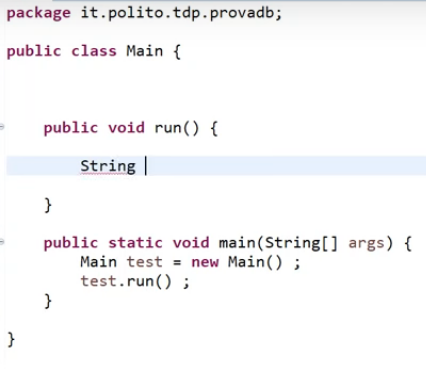 package it.polito.tdp.provadb;
public class Main {
public void run() {
String
}
public static void main(String[] args) {
Main test = new Main() ;
test.run() ;
}
}